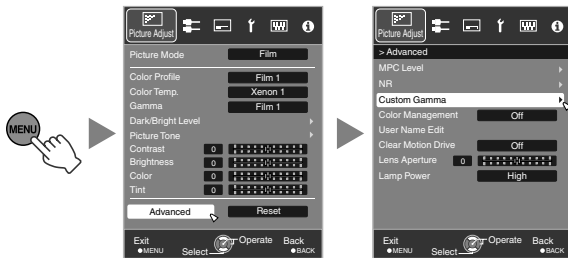 MENU
Picture Adjust
Picture Mode Film
Color Profile Film 1
Color Temp. Xenon 1
Gamma Film 1
Dark/Bright Level
Picture Tone
Contrast 0
Brightness 0
Color 0
Tint 0
Advanced Reset
Exit Operate Back
MENU Select BACK
Picture Adjust
> Advanced
MPC Level
NR
Custom Gamma
Color Management Off
User Name Edit
Clear Motion Drive Off
Lens Aperture 0
Lamp Power High
Exit Operate Back
MENU Select BACK